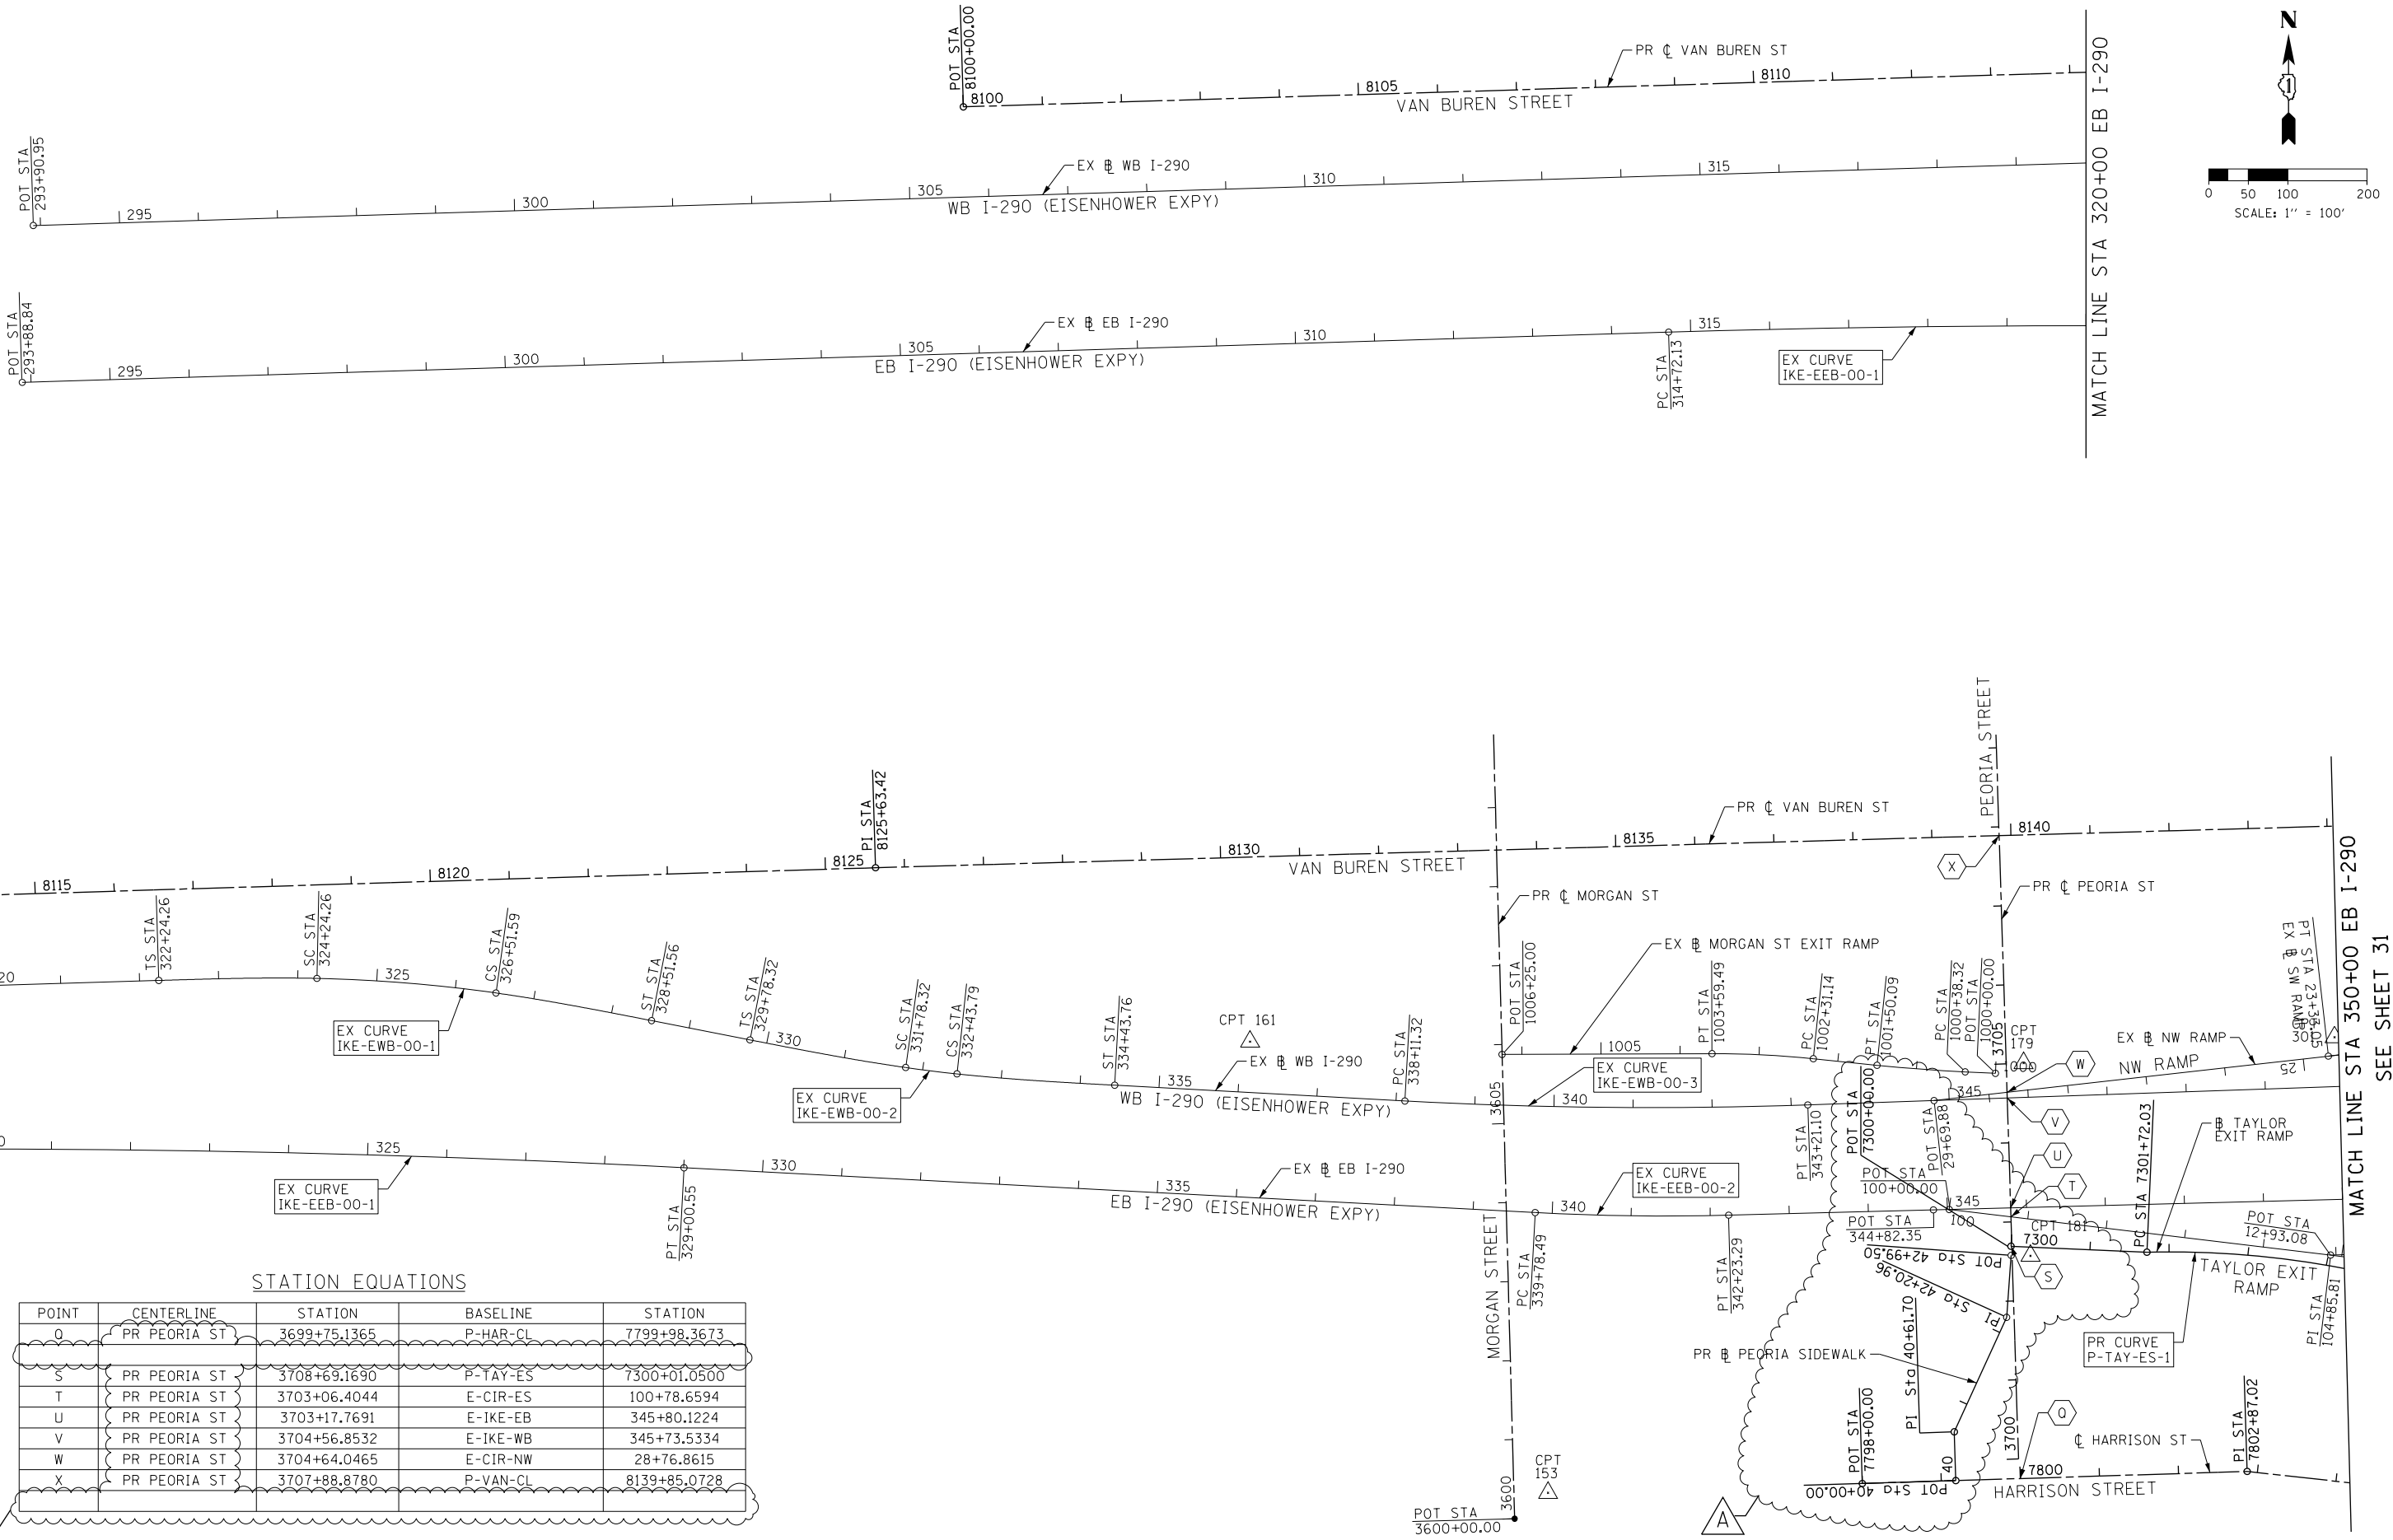 POT STA
8100+00.00
8100
8105
8110
PR ℄ VAN BUREN ST
VAN BUREN STREET
N
1
0 50 100 200
SCALE: 1'' = 100'
POT STA
293+90.95
295
300
305
310
315
EX B̲L WB I-290
WB I-290 (EISENHOWER EXPY)
MATCH LINE STA 320+00 EB I-290
POT STA
293+88.84
295
300
305
310
315
EX B̲L EB I-290
EB I-290 (EISENHOWER EXPY)
PC STA
314+72.13
EX CURVE
IKE-EEB-00-1
PEORIA STREET
PI STA
8125+63.42
8115
8120
8125
8130
8135
8140
PR ℄ VAN BUREN ST
VAN BUREN STREET
X
PR ℄ MORGAN ST
PR ℄ PEORIA ST
TS STA
322+24.26
SC STA
324+24.26
CS STA
326+51.59
ST STA
328+51.56
TS STA
329+78.32
SC STA
331+78.32
CS STA
332+43.79
ST STA
334+43.76
PC STA
338+11.32
20
325
330
335
340
345
EX CURVE
IKE-EWB-00-1
EX CURVE
IKE-EWB-00-2
CPT 161
EX B̲L WB I-290
WB I-290 (EISENHOWER EXPY)
POT STA
1006+25.00
EX B̲L MORGAN ST EXIT RAMP
1005
PT STA
1003+59.49
PC STA
1002+31.14
PT STA
1001+50.09
PC STA
1000+38.32
POT STA
1000+00.00
3705
CPT
179
EX CURVE
IKE-EWB-00-3
3605
W
V
U
T
S
EX B̲L NW RAMP
NW RAMP
25
PT STA 23+33.05
EX B̲L SW RAMP
MATCH LINE STA 350+00 EB I-290
SEE SHEET 31
0
325
330
335
340
345
EX CURVE
IKE-EEB-00-1
PT STA
329+00.55
EX B̲L EB I-290
EB I-290 (EISENHOWER EXPY)
EX CURVE
IKE-EEB-00-2
PT STA
343+21.10
POT STA
7300+00.00
POT STA
29+69.88
POT STA
100+00.00
100
POT STA
344+82.35
PC STA 7301+72.03
B̲L TAYLOR
EXIT RAMP
CPT 181
7300
TAYLOR EXIT
RAMP
POT STA
12+93.08
PI STA
104+85.81
MORGAN STREET
PC STA
339+78.49
PT STA
342+23.29
POT Sta 42+99.50
PI Sta 42+20.96
PI Sta 40+61.70
PR B̲L PEORIA SIDEWALK
PR CURVE
P-TAY-ES-1
3700
Q
℄ HARRISON ST
PI STA
7802+87.02
POT STA
7798+00.00
40
7800
POT Sta 40+00.00
HARRISON STREET
CPT
153
3600
POT STA
3600+00.00
A
STATION EQUATIONS
POINT CENTERLINE STATION BASELINE STATION
Q PR PEORIA ST 3699+75.1365 P-HAR-CL 7799+98.3673
S PR PEORIA ST 3708+69.1690 P-TAY-ES 7300+01.0500
T PR PEORIA ST 3703+06.4044 E-CIR-ES 100+78.6594
U PR PEORIA ST 3703+17.7691 E-IKE-EB 345+80.1224
V PR PEORIA ST 3704+56.8532 E-IKE-WB 345+73.5334
W PR PEORIA ST 3704+64.0465 E-CIR-NW 28+76.8615
X PR PEORIA ST 3707+88.8780 P-VAN-CL 8139+85.0728